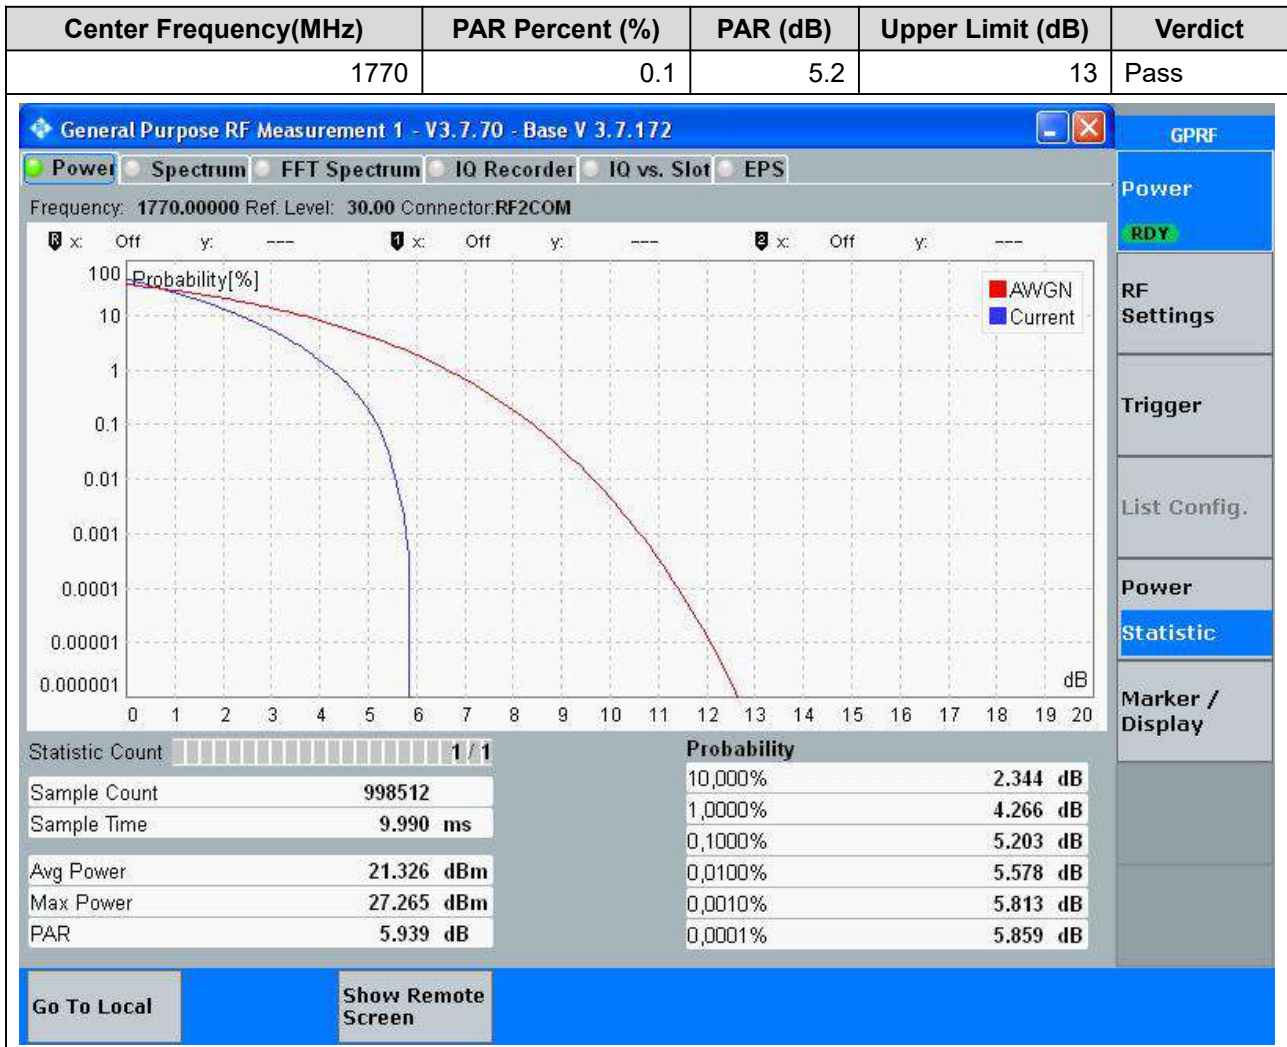 Center Frequency(MHz) PAR Percent (%) PAR (dB) Upper Limit (dB) Verdict
1770 0.1 5.2 13 Pass
General Purpose RF Measurement 1 - V3.7.70 - Base V 3.7.172
GPRF
Power Spectrum FFT Spectrum IQ Recorder IQ vs. Slot EPS
Power
RDY
Frequency: 1770.00000 Ref. Level: 30.00 Connector:RF2COM
R x: Off y: --- 1 x: Off y: --- 2 x: Off y: ---
Probability[%]
AWGN
Current
100
10
1
0.1
0.01
0.001
0.0001
0.00001
0.000001
dB
0 1 2 3 4 5 6 7 8 9 10 11 12 13 14 15 16 17 18 19 20
RF
Settings
Trigger
List Config.
Power
Statistic
Marker /
Display
Statistic Count 1 / 1
Sample Count 998512
Sample Time 9.990 ms
Avg Power 21.326 dBm
Max Power 27.265 dBm
PAR 5.939 dB
Probability
10,000% 2.344 dB
1,0000% 4.266 dB
0,1000% 5.203 dB
0,0100% 5.578 dB
0,0010% 5.813 dB
0,0001% 5.859 dB
Go To Local
Show Remote
Screen